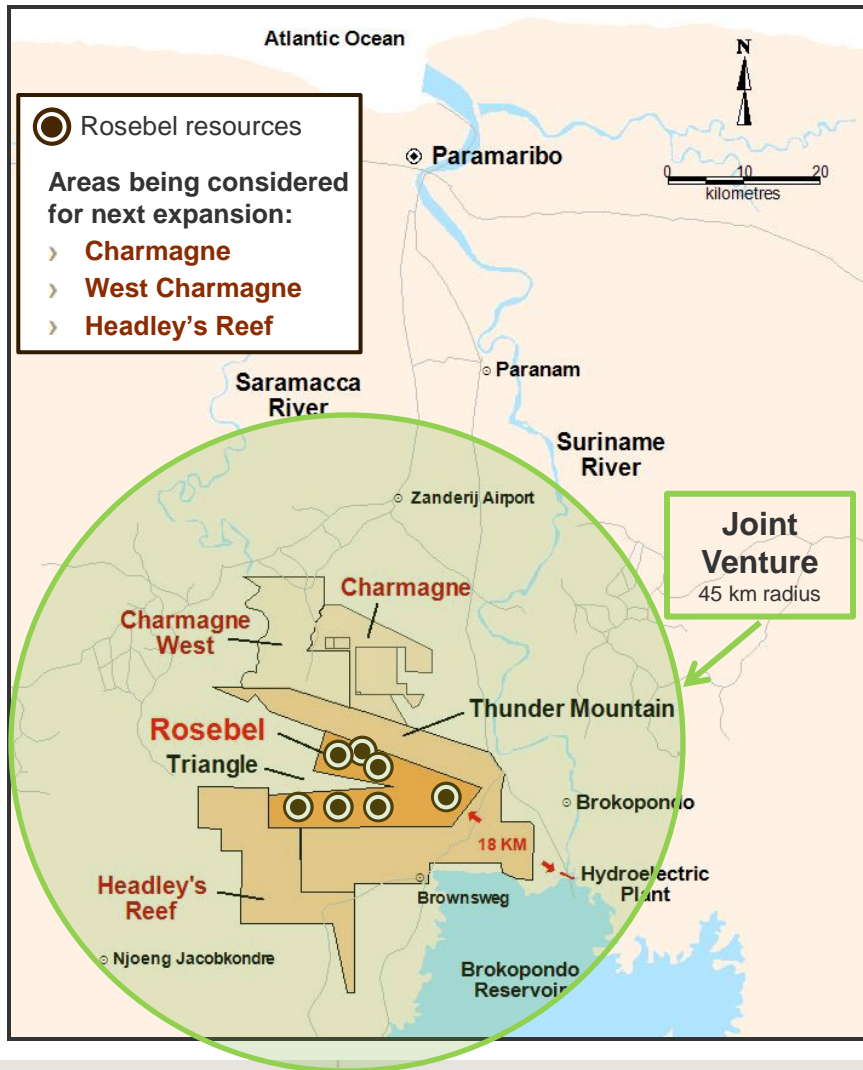 Atlantic Ocean
N
Rosebel resources
Areas being considered
for next expansion:
› Charmagne
› West Charmagne
› Headley's Reef
Paramaribo
0 10 20
kilometres
Paranam
Saramacca
River
Suriname
River
Zanderij Airport
Joint
Venture
45 km radius
Charmagne
Charmagne
West
Thunder Mountain
Rosebel
Triangle
Brokopondo
18 KM
Hydroelectric
Plant
Headley's
Reef
Brownsweg
Njoeng Jacobkondre
Brokopondo
Reservoir